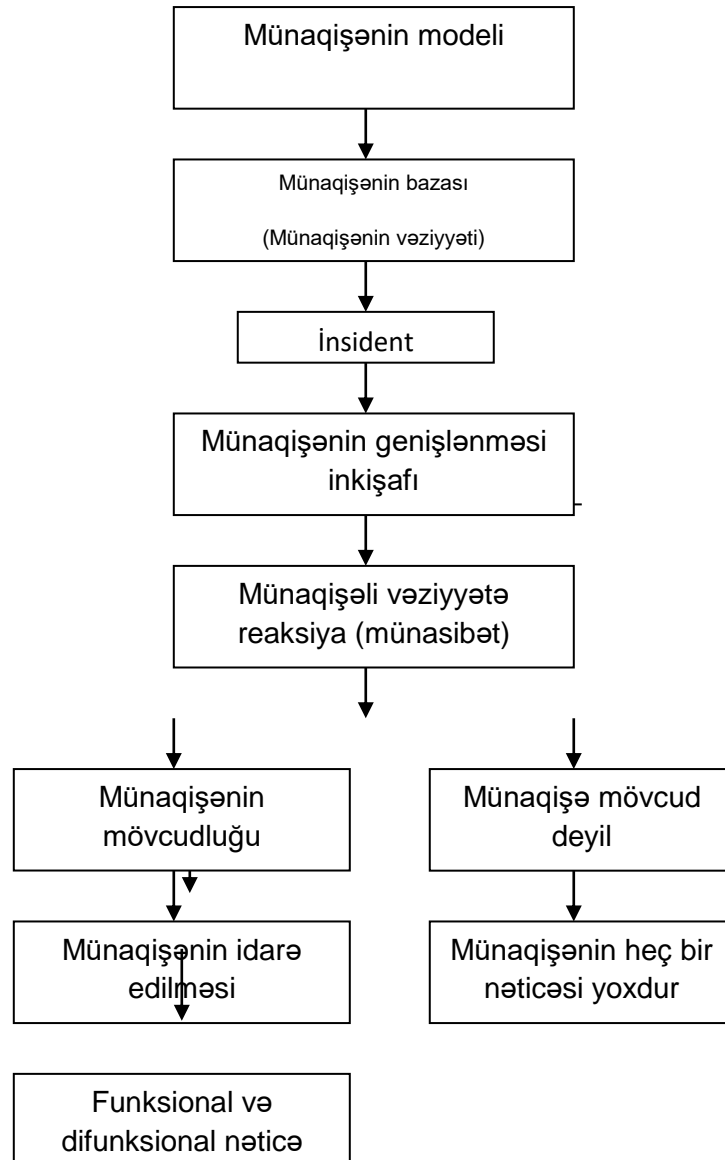 Münaqişənin modeli
Münaqişənin bazası
(Münaqişənin vəziyyəti)
İnsident
Münaqişənin genişlənməsi
inkişafı
Münaqişəli vəziyyətə
reaksiya (münasibət)
Münaqişənin
mövcudluğu
Münaqişə mövcud
deyil
Münaqişənin idarə
edilməsi
Münaqişənin heç bir
nəticəsi yoxdur
Funksional və
difunksional nəticə